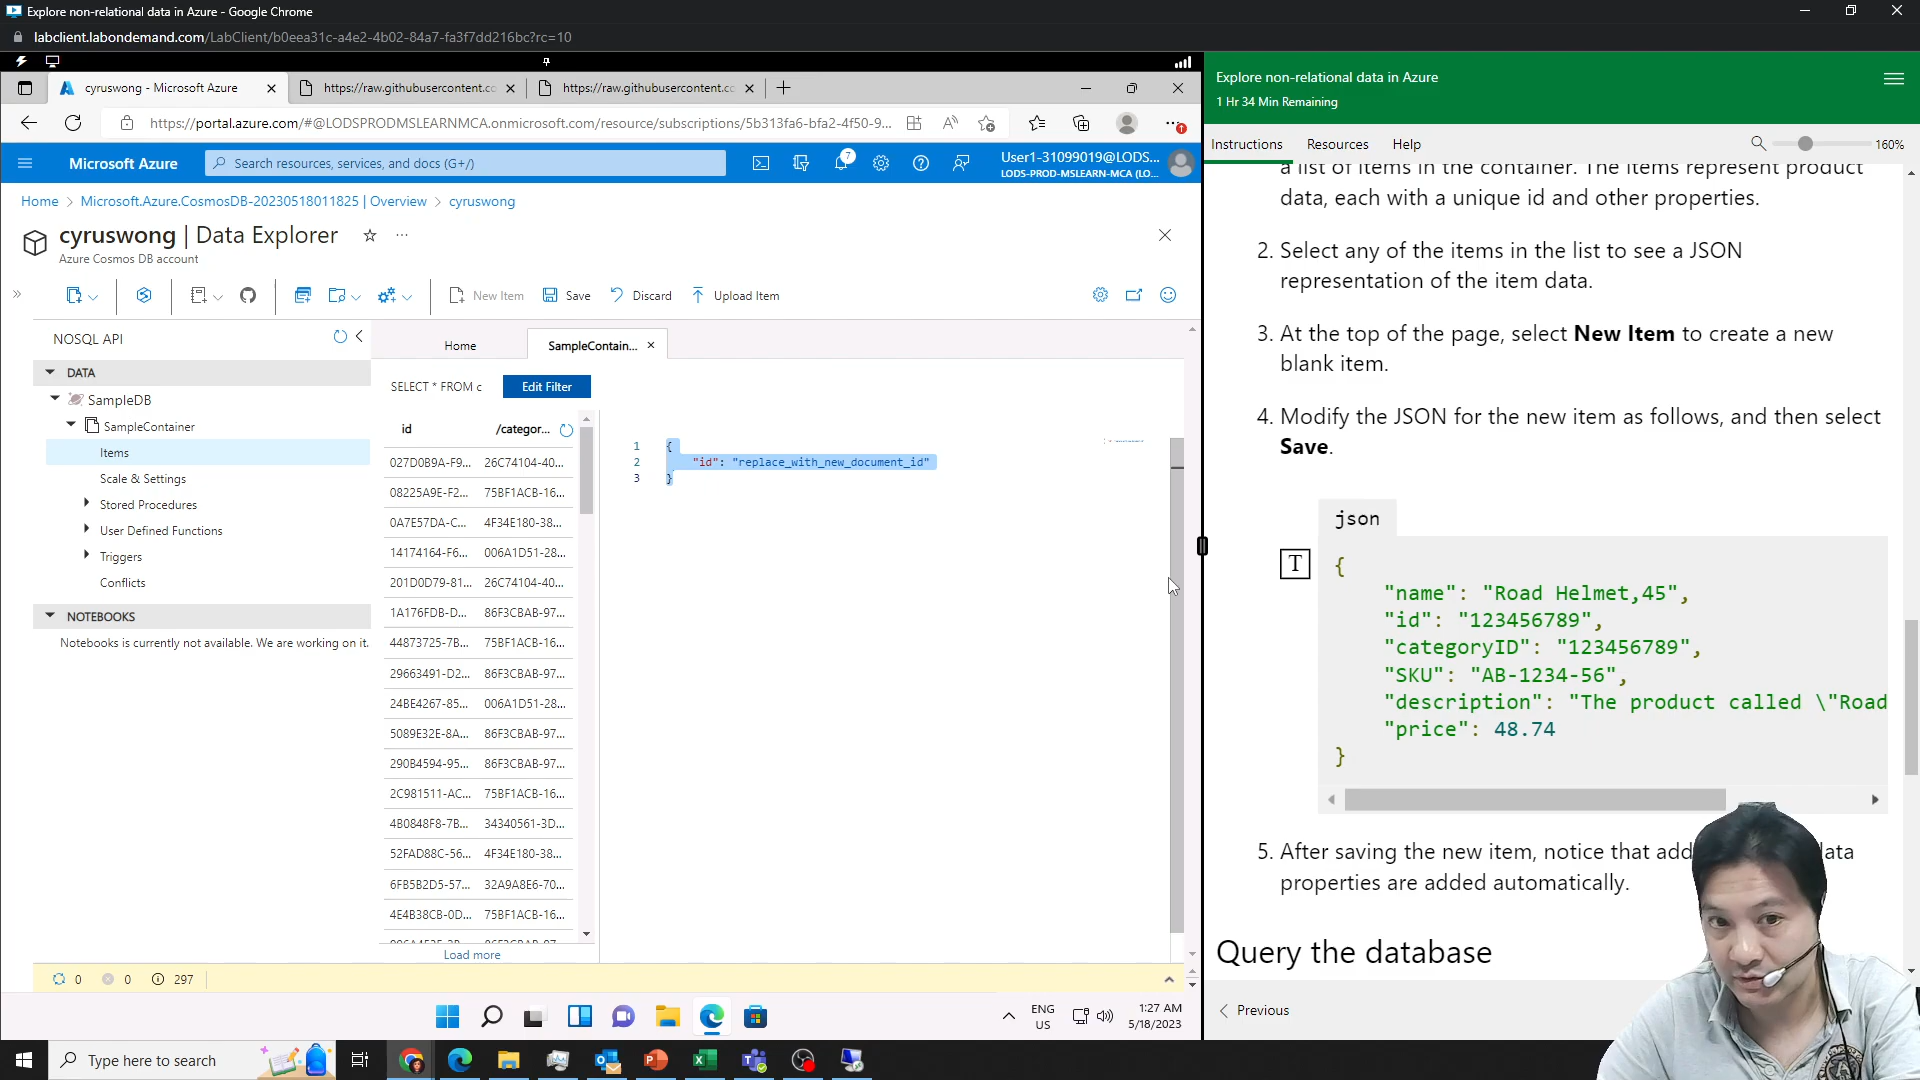 Explore non-relational data in Azure - Google Chrome
labclient.labondemand.com/LabClient/b0eea31c-a4e2-4b02-84a7-fa3f7dd216bc?rc=10
cyruswong - Microsoft Azure
https://raw.githubusercontent.cc
https://raw.githubusercontent.cc
https://portal.azure.com/#@LODSPRODMSLEARNMCA.onmicrosoft.com/resource/subscriptions/5b313fa6-bfa2-4f50-9...
Microsoft Azure
Search resources, services, and docs (G+/)
7
User1-31099019@LODS...
LODS-PROD-MSLEARN-MCA (LO...
Home > Microsoft.Azure.CosmosDB-20230518011825 | Overview > cyruswong
cyruswong | Data Explorer
Azure Cosmos DB account
New Item
Save
Discard
Upload Item
NOSQL API
DATA
SampleDB
SampleContainer
Items
Scale & Settings
Stored Procedures
User Defined Functions
Triggers
Conflicts
NOTEBOOKS
Notebooks is currently not available. We are working on it.
Home
SampleContain...
SELECT * FROM c
Edit Filter
id /categor...
027D0B9A-F9... 26C74104-40...
08225A9E-F2... 75BF1ACB-16...
0A7E57DA-C... 4F34E180-38...
14174164-F6... 006A1D51-28...
201D0D79-81... 26C74104-40...
1A176FDB-D... 86F3CBAB-97...
44873725-7B... 75BF1ACB-16...
29663491-D2... 86F3CBAB-97...
24BE4267-85... 006A1D51-28...
5089E32E-8A... 86F3CBAB-97...
290B4594-95... 86F3CBAB-97...
2C981511-AC... 75BF1ACB-16...
4B0848F8-7B... 34340561-3D...
52FAD88C-56... 4F34E180-38...
6FB5B2D5-57... 32A9A8E6-70...
4E4B38CB-0D... 75BF1ACB-16...
Load more
1 {
2 "id": "replace_with_new_document_id"
3 }
0 0 297
ENG
US
1:27 AM
5/18/2023
Type here to search
Explore non-relational data in Azure
1 Hr 34 Min Remaining
Instructions Resources Help
160%
a list of items in the container. The items represent product
data, each with a unique id and other properties.
2. Select any of the items in the list to see a JSON
representation of the item data.
3. At the top of the page, select New Item to create a new
blank item.
4. Modify the JSON for the new item as follows, and then select
Save.
json
T
{
"name": "Road Helmet,45",
"id": "123456789",
"categoryID": "123456789",
"SKU": "AB-1234-56",
"description": "The product called \"Road
"price": 48.74
}
5. After saving the new item, notice that add
properties are added automatically.
Query the database
Previous